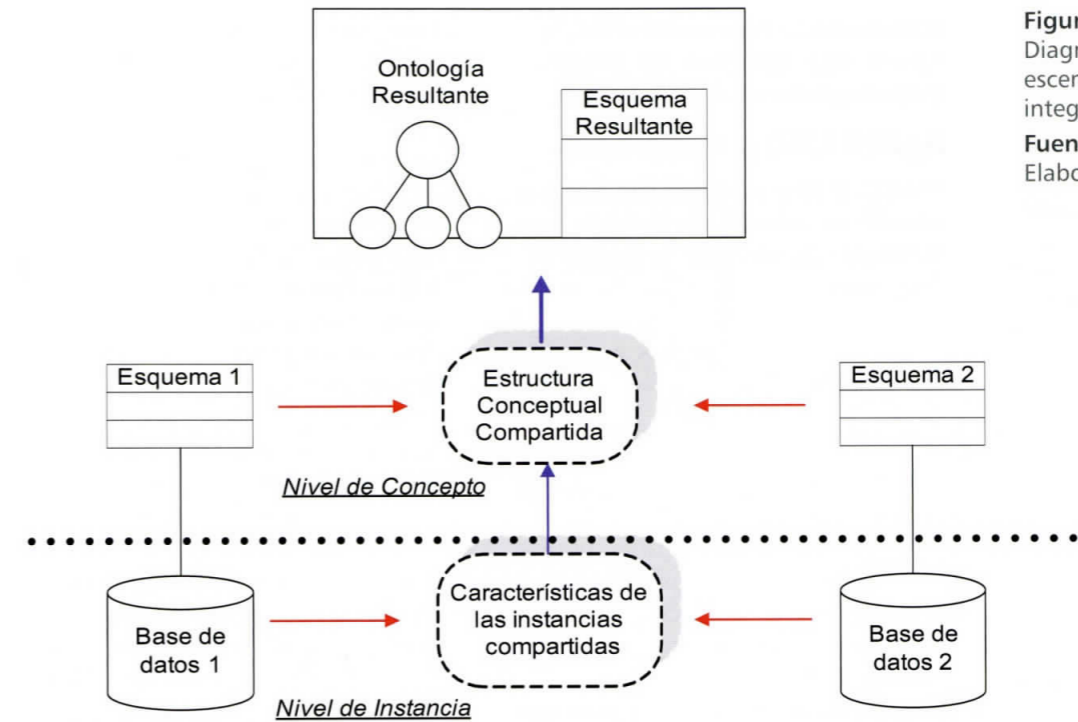 Ontología
Resultante
Esquema
Resultante
Esquema 1
Estructura
Conceptual
Compartida
Esquema 2
Nivel de Concepto
Base de
datos 1
Características de
las instancias
compartidas
Base de
datos 2
Nivel de Instancia